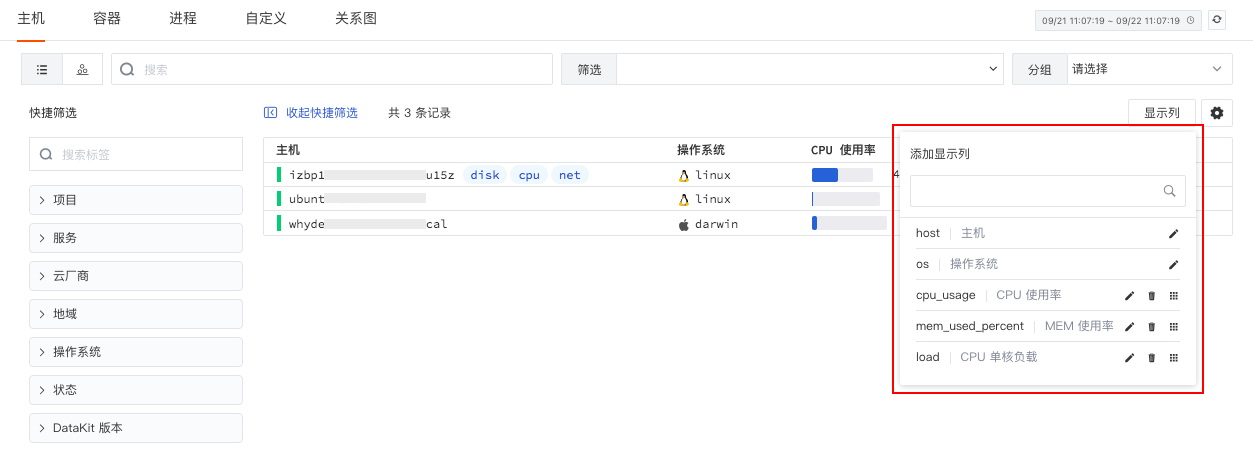 主机 容器 进程 自定义 关系图 09/21 11:07:19 ~ 09/22 11:07:19
搜索 筛选 分组 请选择
快捷筛选 收起快捷筛选 共 3 条记录 显示列
搜索标签
项目
服务
云厂商
地域
操作系统
状态
DataKit 版本
主机 操作系统 CPU 使用率
izbp1 u15z disk cpu net linux 4
ubunt linux
whyde cal darwin
添加显示列
host 主机
os 操作系统
cpu_usage CPU 使用率
mem_used_percent MEM 使用率
load CPU 单核负载